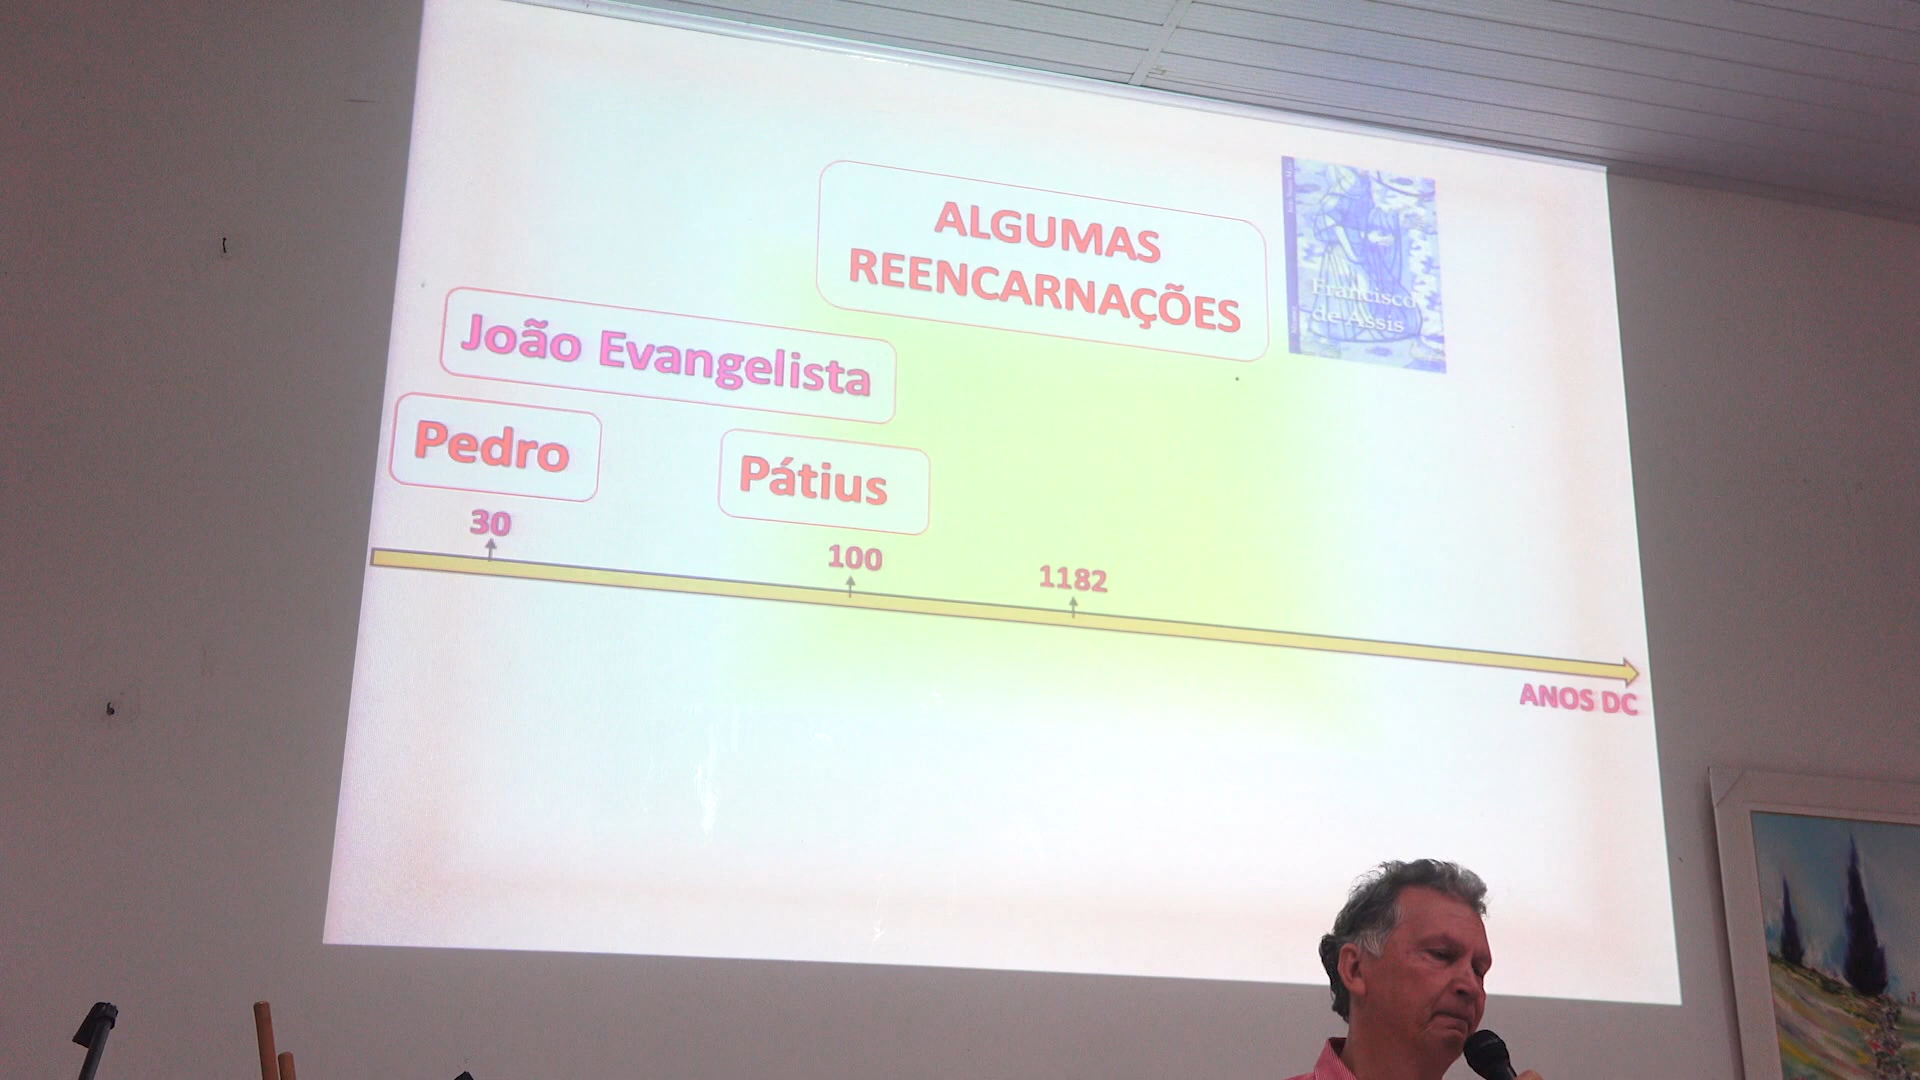 ALGUMAS
REENCARNAÇÕES
Francisco
de Assis
João Evangelista
Pedro
Pátius
30
100
1182
ANOS DC